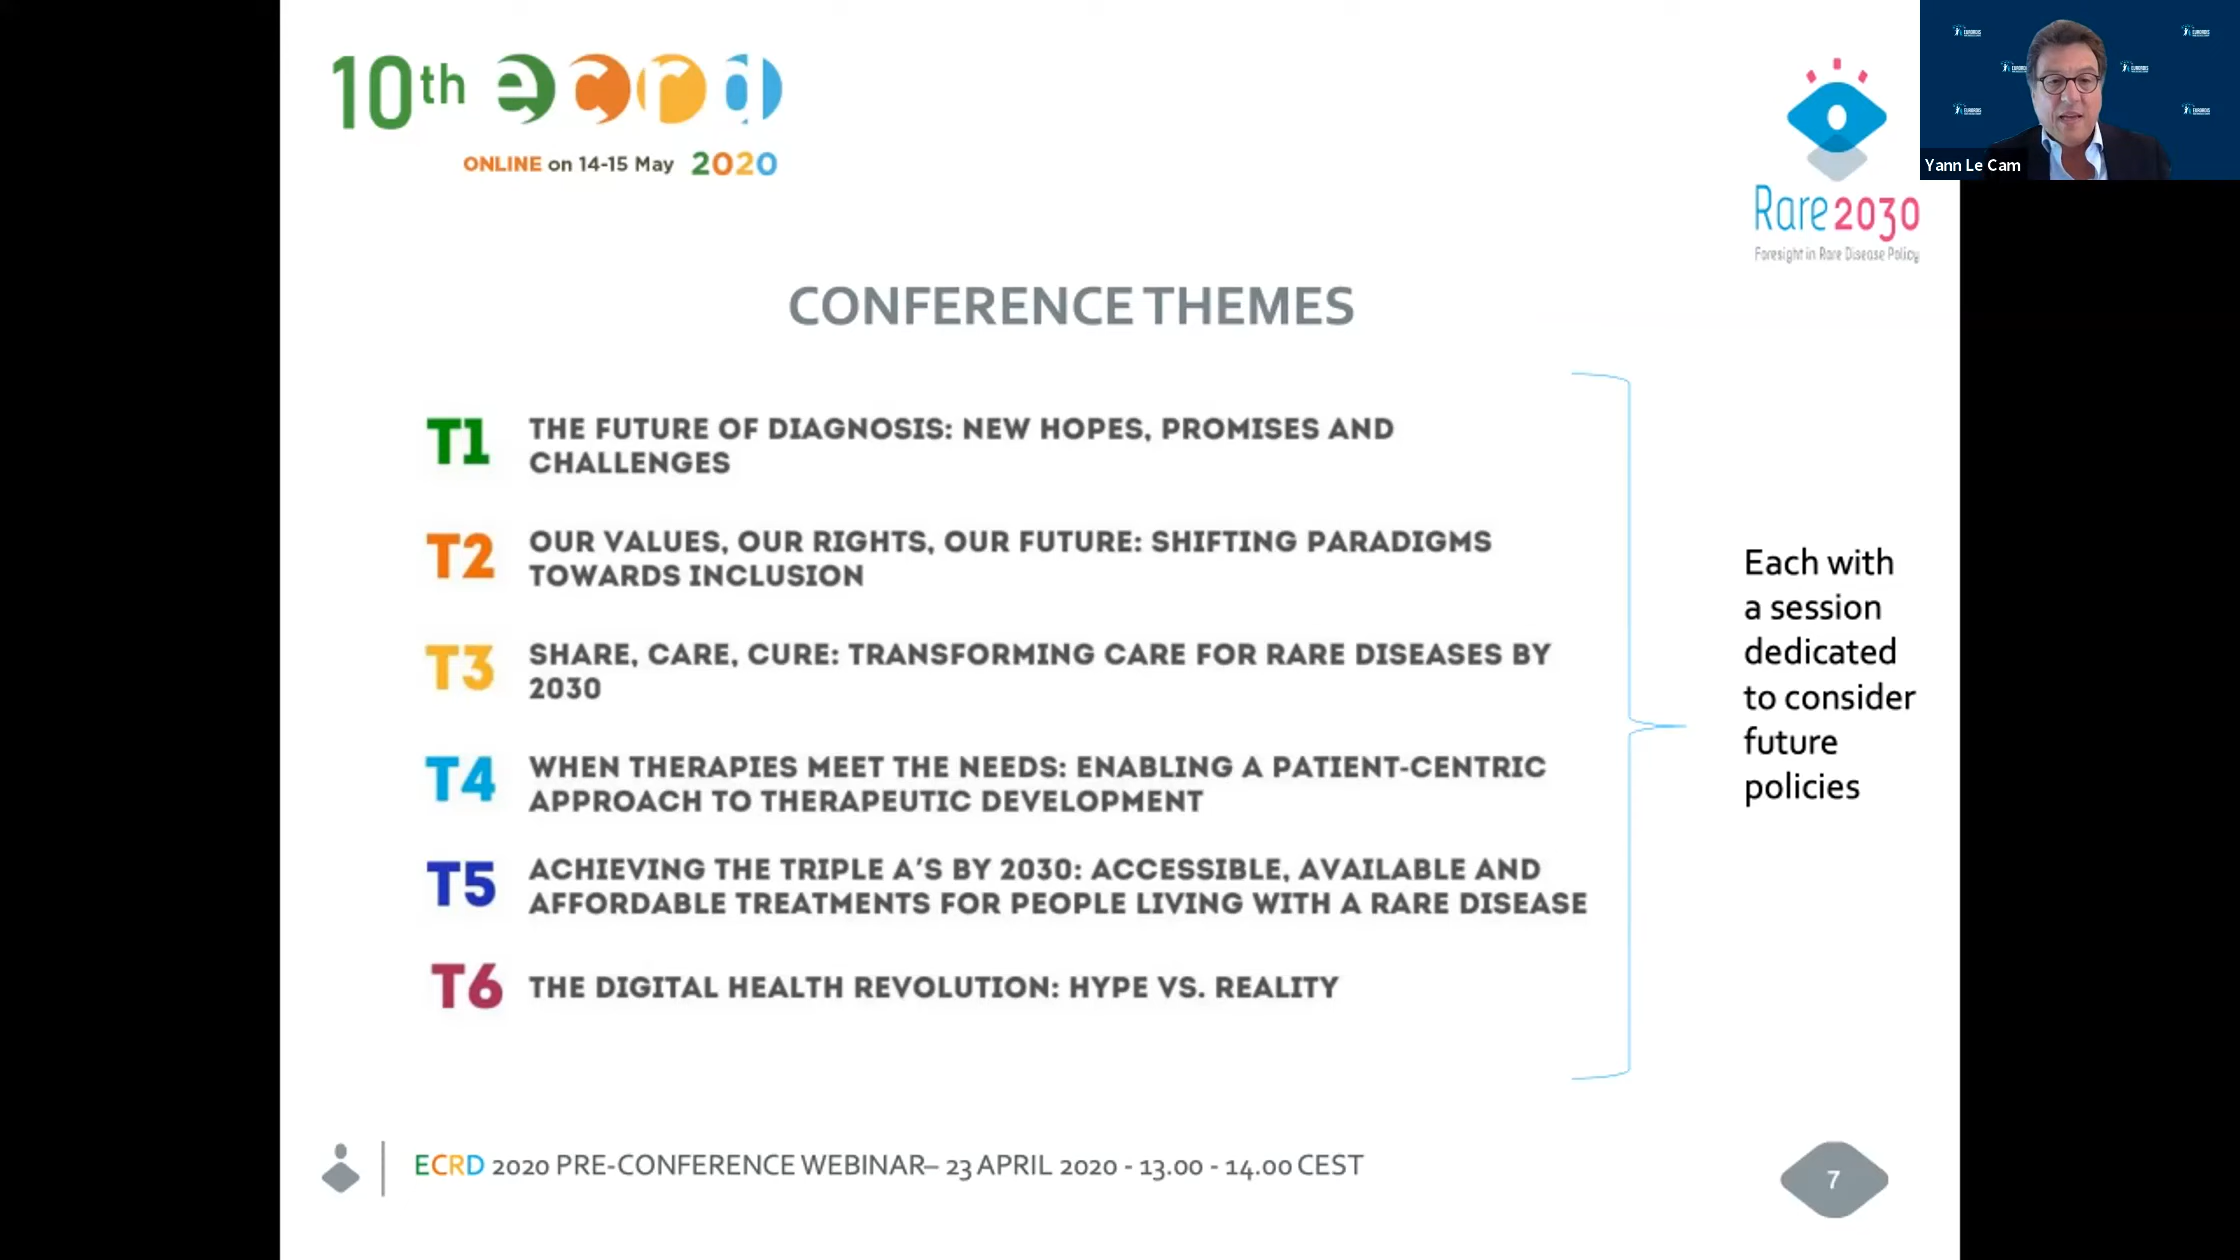 10th ecrd
ONLINE on 14-15 May 2020
Rare2030
Foresight in Rare Disease Policy
Yann Le Cam
CONFERENCE THEMES
T1 THE FUTURE OF DIAGNOSIS: NEW HOPES, PROMISES AND
CHALLENGES
T2 OUR VALUES, OUR RIGHTS, OUR FUTURE: SHIFTING PARADIGMS
TOWARDS INCLUSION
T3 SHARE, CARE, CURE: TRANSFORMING CARE FOR RARE DISEASES BY
2030
T4 WHEN THERAPIES MEET THE NEEDS: ENABLING A PATIENT-CENTRIC
APPROACH TO THERAPEUTIC DEVELOPMENT
T5 ACHIEVING THE TRIPLE A'S BY 2030: ACCESSIBLE, AVAILABLE AND
AFFORDABLE TREATMENTS FOR PEOPLE LIVING WITH A RARE DISEASE
T6 THE DIGITAL HEALTH REVOLUTION: HYPE VS. REALITY
Each with
a session
dedicated
to consider
future
policies
ECRD 2020 PRE-CONFERENCE WEBINAR– 23 APRIL 2020 - 13.00 - 14.00 CEST
7